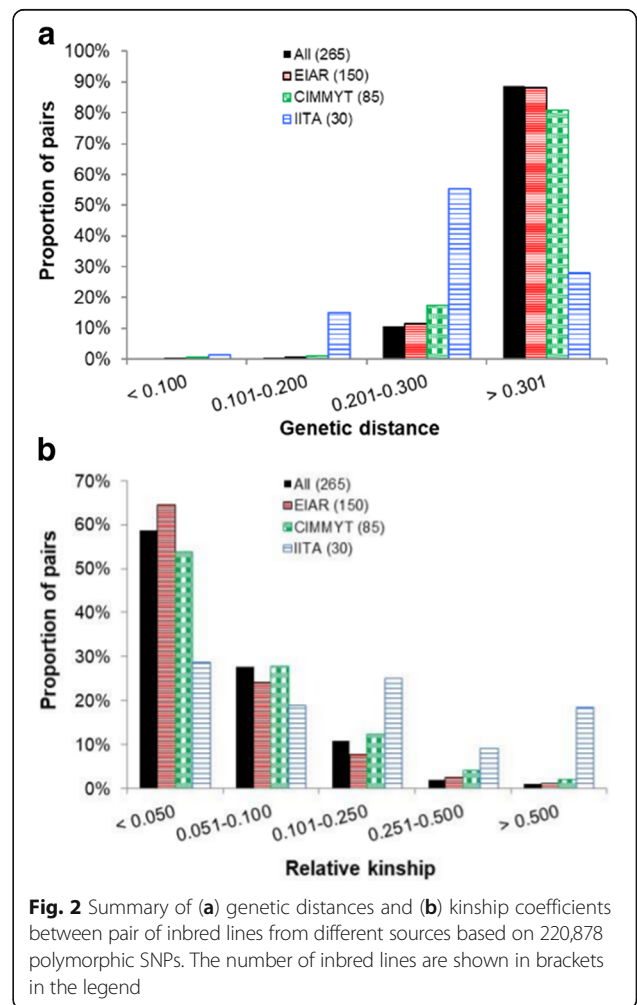 a
100%
90%
80%
70%
60%
50%
40%
30%
20%
10%
0%
Proportion of pairs
All (265)
EIAR (150)
CIMMYT (85)
IITA (30)
< 0.100
0.101-0.200
0.201-0.300
> 0.301
Genetic distance
b
70%
60%
50%
40%
30%
20%
10%
0%
Proportion of pairs
All (265)
EIAR (150)
CIMMYT (85)
IITA (30)
< 0.050
0.051-0.100
0.101-0.250
0.251-0.500
> 0.500
Relative kinship
Fig. 2 Summary of (a) genetic distances and (b) kinship coefficients
between pair of inbred lines from different sources based on 220,878
polymorphic SNPs. The number of inbred lines are shown in brackets
in the legend